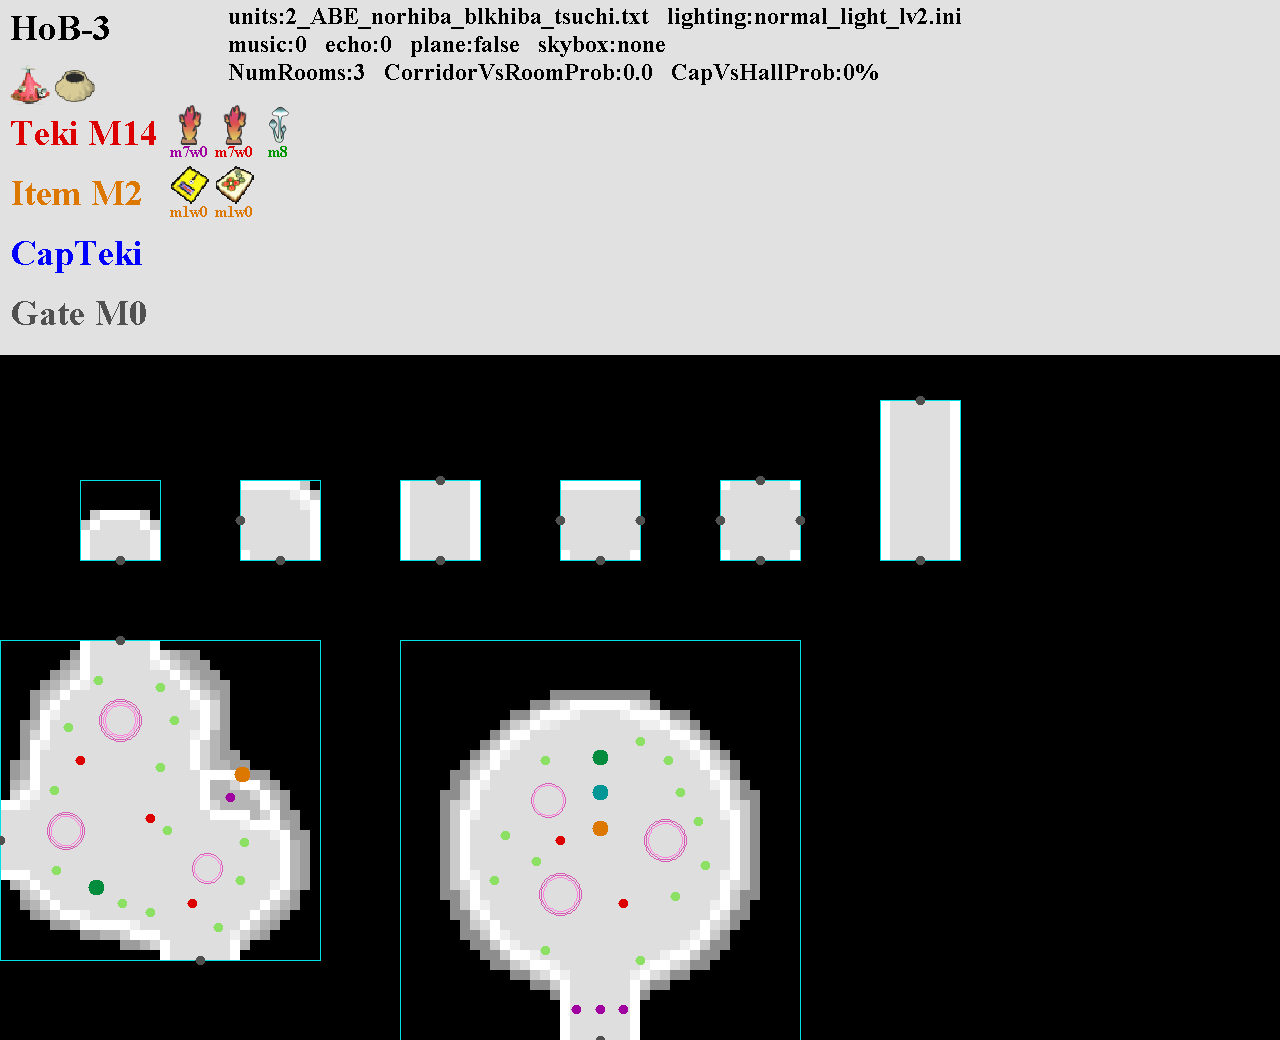 HoB-3
units:2_ABE_norhiba_blkhiba_tsuchi.txt lighting:normal_light_lv2.ini
music:0 echo:0 plane:false skybox:none
NumRooms:3 CorridorVsRoomProb:0.0 CapVsHallProb:0%
Teki M14
m7w0 m7w0 m8
Item M2
m1w0 m1w0
CapTeki
Gate M0